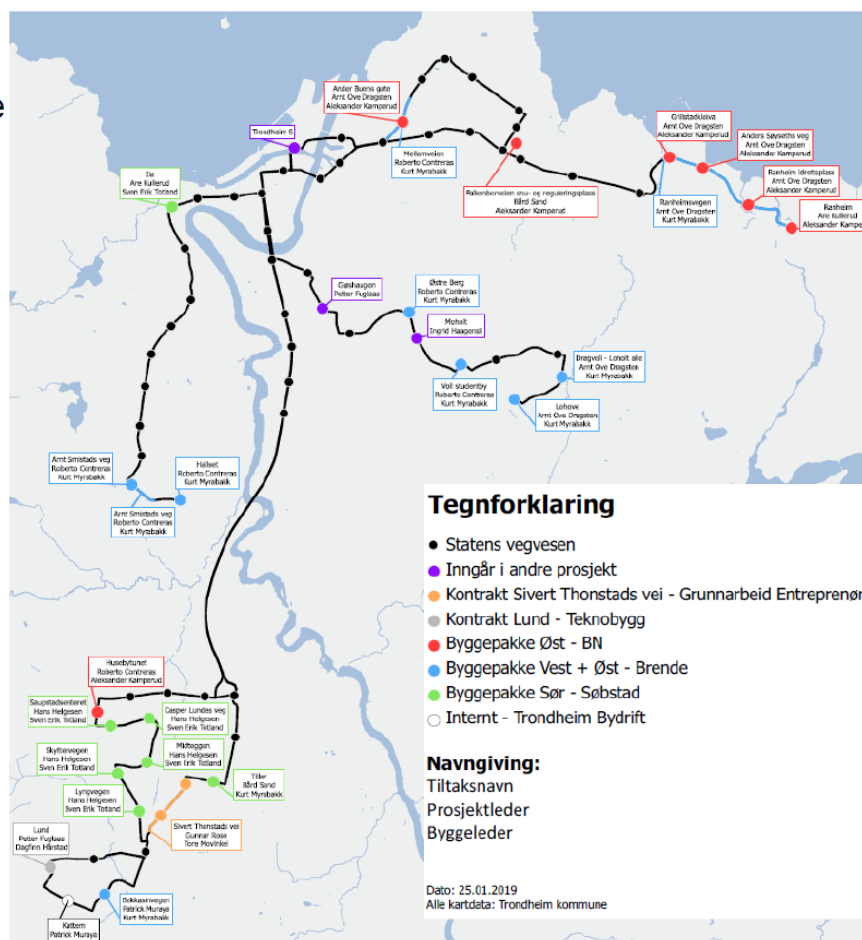 e
Ander Buens gate
Arnt Ove Dragsten
Aleksander Kamperud
Trondheim S
Mellomveien
Roberto Contreras
Kurt Myrabakk
Grillstadkleiva
Arnt Ove Dragsten
Aleksander Kamperud
Anders Søyseths veg
Arnt Ove Dragsten
Aleksander Kamperud
Ranheim idrettsplass
Arnt Ove Dragsten
Aleksander Kamperud
Ile
Are Kullerud
Sven Erik Totland
Falkenborgveien snu- og reguleringsplass
Bård Sand
Aleksander Kamperud
Ranheimsvegen
Arnt Ove Dragsten
Kurt Myrabakk
Ranheim
Are Kullerud
Aleksander Kamperud
Gløshaugen
Petter Fuglaas
Østre Berg
Roberto Contreras
Kurt Myrabakk
Moholt
Ingrid Haagensli
Dragvoll - Loholt alle
Arnt Ove Dragsten
Kurt Myrabakk
Voll studentby
Roberto Contreras
Kurt Myrabakk
Lohove
Arnt Ove Dragsten
Kurt Myrabakk
Arnt Smistads veg
Roberto Contreras
Kurt Myrabakk
Hallset
Roberto Contreras
Kurt Myrabakk
Arnt Smistads veg
Roberto Contreras
Kurt Myrabakk
Tegnforklaring
Statens vegvesen
Inngår i andre prosjekt
Kontrakt Sivert Thonstads vei - Grunnarbeid Entreprenør
Kontrakt Lund - Teknobygg
Byggepakke Øst - BN
Byggepakke Vest + Øst - Brende
Byggepakke Sør - Søbstad
Internt - Trondheim Bydrift
Navngiving:
Tiltaksnavn
Prosjektleder
Byggeleder
Dato: 25.01.2019
Alle kartdata: Trondheim kommune
Husebytunet
Roberto Contreras
Aleksander Kamperud
Saupstadsenteret
Hans Helgesen
Sven Erik Totland
Casper Lundes veg
Hans Helgesen
Sven Erik Totland
Midteggen
Hans Helgesen
Sven Erik Totland
Skyttervegen
Hans Helgesen
Sven Erik Totland
Tiller
Bård Sand
Kurt Myrabakk
Lyngvegen
Hans Helgesen
Sven Erik Totland
Sivert Thonstads vei
Gunnar Rose
Tore Movinkel
Lund
Petter Fuglaas
Dagfinn Hårstad
Kattem
Patrick Muraya
Patrick Muraya
Kurt Myrabakk